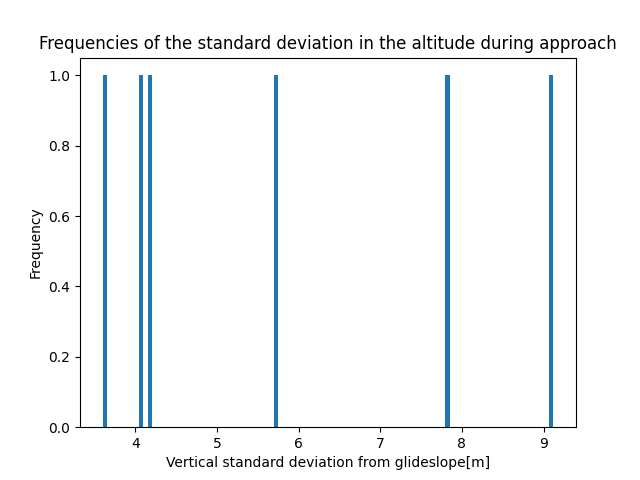 Frequencies of the standard deviation in the altitude during approach
1.0
0.8
0.6
0.4
0.2
0.0
Frequency
4 5 6 7 8 9
Vertical standard deviation from glideslope[m]